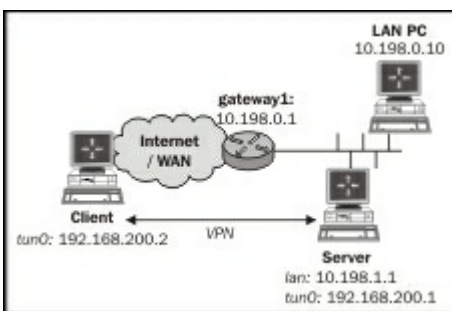 LAN PC
10.198.0.10
gateway1:
10.198.0.1
Internet
/ WAN
Client
tun0: 192.168.200.2
VPN
Server
lan: 10.198.1.1
tun0: 192.168.200.1